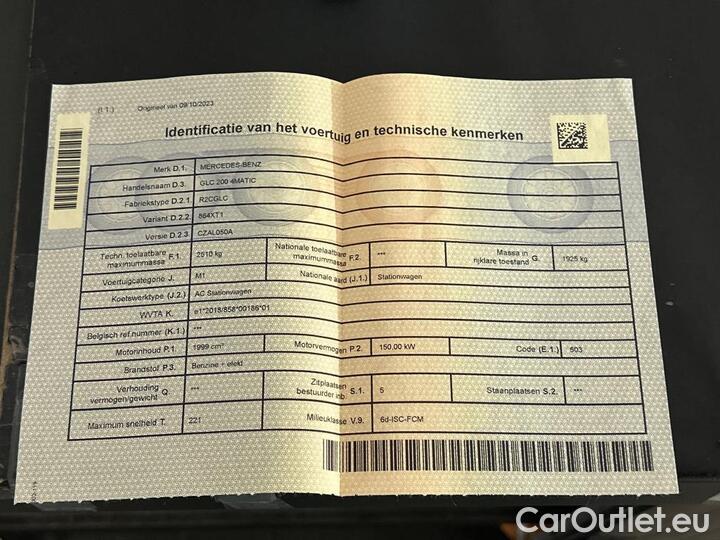 (I.1.) Origineel van 09/10/2023
Identificatie van het voertuig en technische kenmerken
Merk D.1. MERCEDES-BENZ
Handelsnaam D.3. GLC 200 4MATIC
Fabriekstype D.2.1. R2CGLC
Variant D.2.2. 864XT1
Versie D.2.3. CZAL050A
Techn. toelaatbare maximummassa F.1. 2510 kg Nationale toelaatbare maximummassa F.2. *** Massa in rijklare toestand G. 1925 kg
Voertuigcategorie J. M1 Nationale aard (J.1.) Stationwagen
Koetswerktype (J.2.) AC Stationwagen
WVTA K. e1*2018/858*00186*01
Belgisch ref.nummer (K.1.) ***
Motorinhoud P.1. 1999 cm³ Motorvermogen P.2. 150,00 kW Code (E.1.) 503
Brandstof P.3. Benzine + elekt
Verhouding vermogen/gewicht Q. *** Zitplaatsen bestuurder inb. S.1. 5 Staanplaatsen S.2. ***
Maximum snelheid T. 221 Milieuklasse V.9. 6d-ISC-FCM
CarOutlet.eu